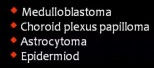 Medulloblastoma
Choroid plexus papilloma
Astrocytoma
Epidermiod